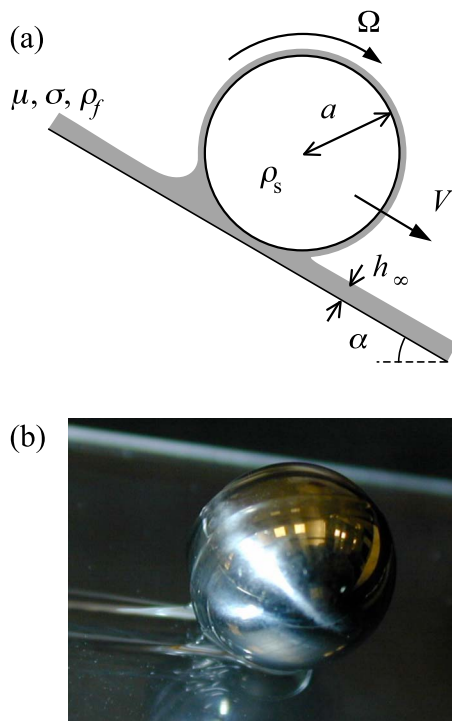 (a)
Ω
μ, σ, ρ_f
a
ρ_s
V
h_∞
α
(b)